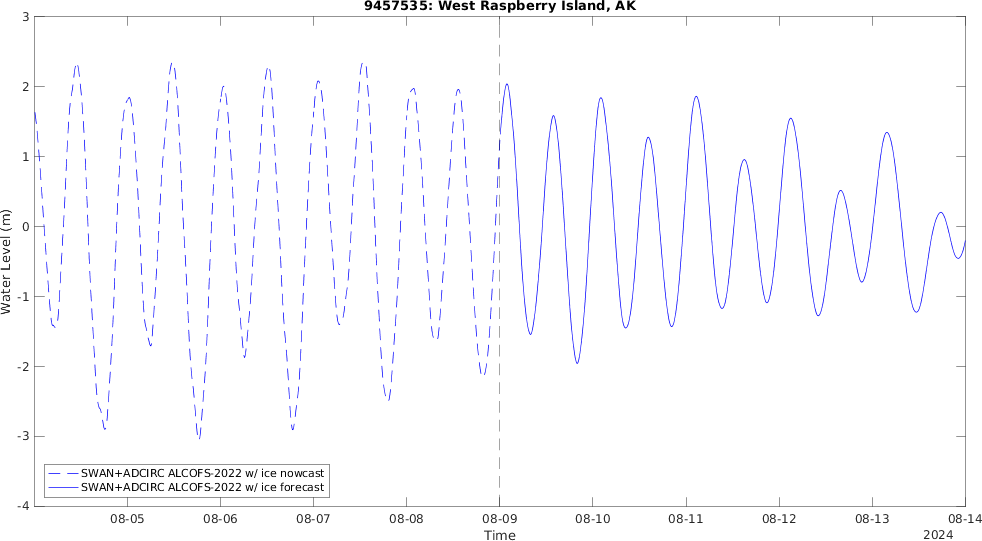 9457535: West Raspberry Island, AK
3
2
1
0
-1
-2
-3
-4
Water Level (m)
SWAN+ADCIRC ALCOFS-2022 w/ ice nowcast
SWAN+ADCIRC ALCOFS-2022 w/ ice forecast
08-05 08-06 08-07 08-08 08-09 08-10 08-11 08-12 08-13 08-14
Time
2024